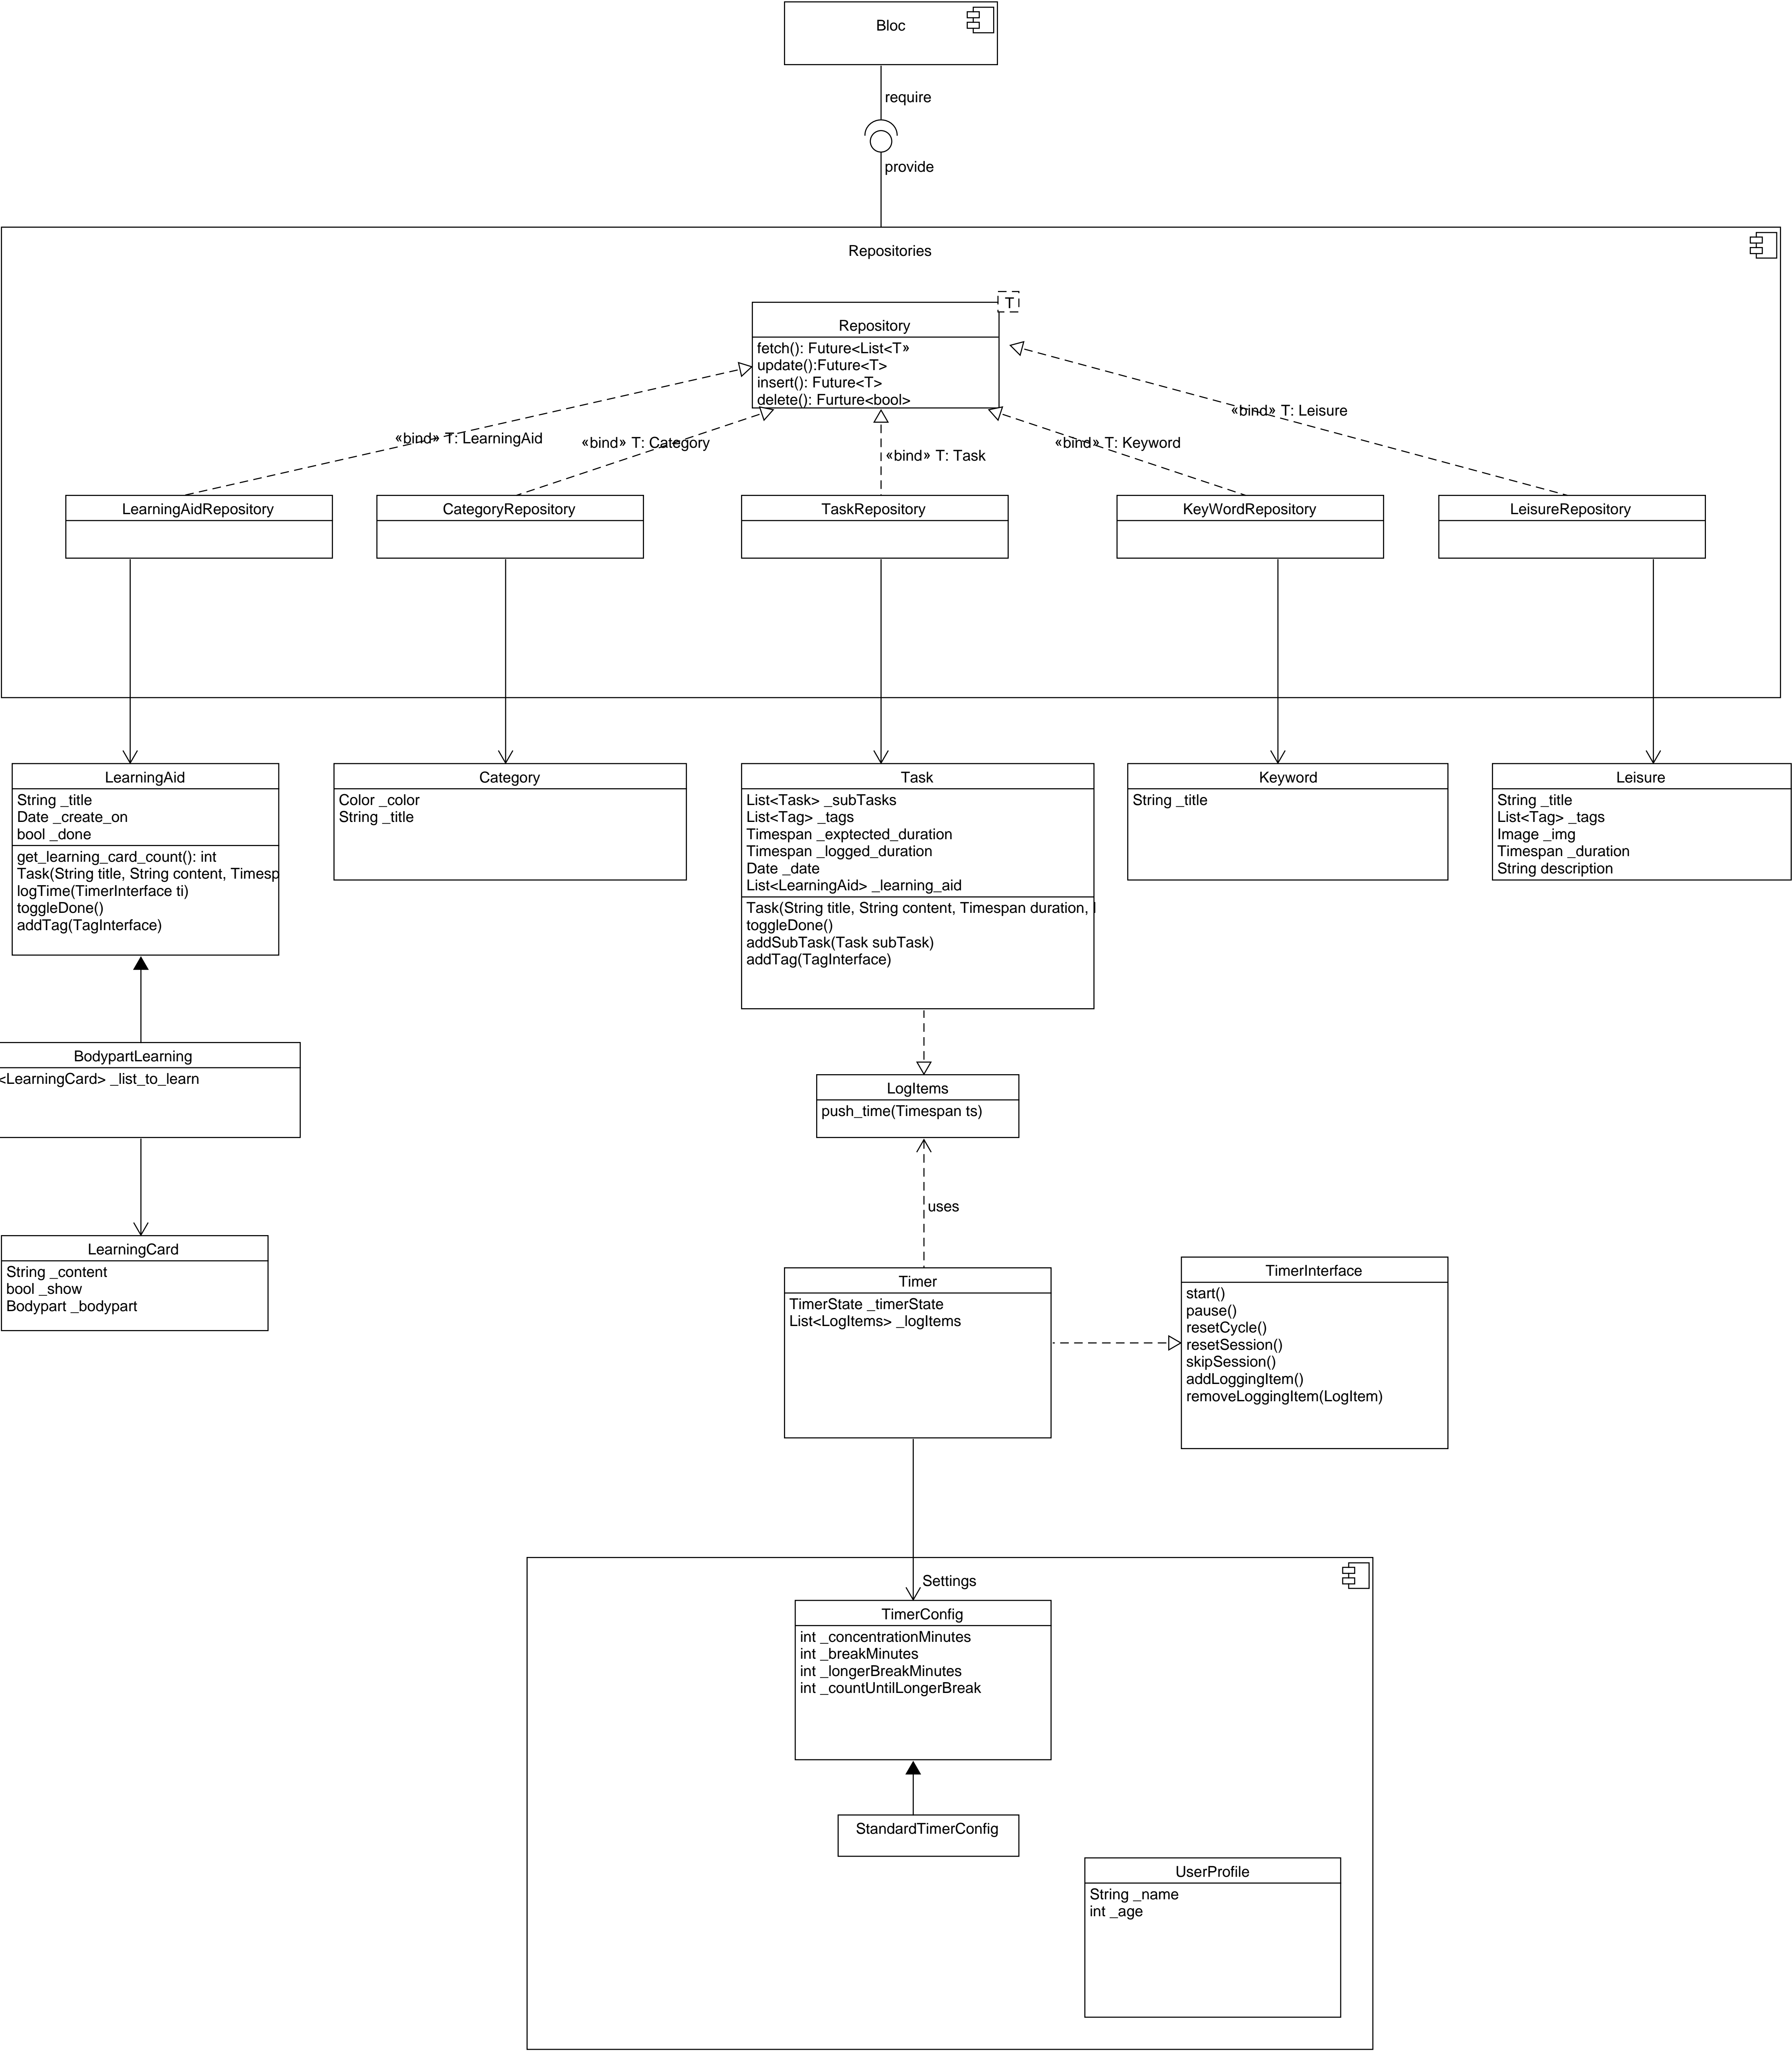 Bloc
require
provide
Repositories
T
Repository
fetch(): Future<List<T»
update():Future<T>
insert(): Future<T>
delete(): Furture<bool>
«bind» T: Leisure
«bind» T: LearningAid
«bind» T: Category
«bind» T: Keyword
«bind» T: Task
LearningAidRepository
CategoryRepository
TaskRepository
KeyWordRepository
LeisureRepository
LearningAid
String _title
Date _create_on
bool _done
get_learning_card_count(): int
Task(String title, String content, Timesp
logTime(TimerInterface ti)
toggleDone()
addTag(TagInterface)
Category
Color _color
String _title
Task
List<Task> _subTasks
List<Tag> _tags
Timespan _exptected_duration
Timespan _logged_duration
Date _date
List<LearningAid> _learning_aid
Task(String title, String content, Timespan duration,
toggleDone()
addSubTask(Task subTask)
addTag(TagInterface)
Keyword
String _title
Leisure
String _title
List<Tag> _tags
Image _img
Timespan _duration
String description
BodypartLearning
<LearningCard> _list_to_learn
LogItems
push_time(Timespan ts)
uses
LearningCard
String _content
bool _show
Bodypart _bodypart
Timer
TimerState _timerState
List<LogItems> _logItems
TimerInterface
start()
pause()
resetCycle()
resetSession()
skipSession()
addLoggingItem()
removeLoggingItem(LogItem)
Settings
TimerConfig
int _concentrationMinutes
int _breakMinutes
int _longerBreakMinutes
int _countUntilLongerBreak
StandardTimerConfig
UserProfile
String _name
int _age